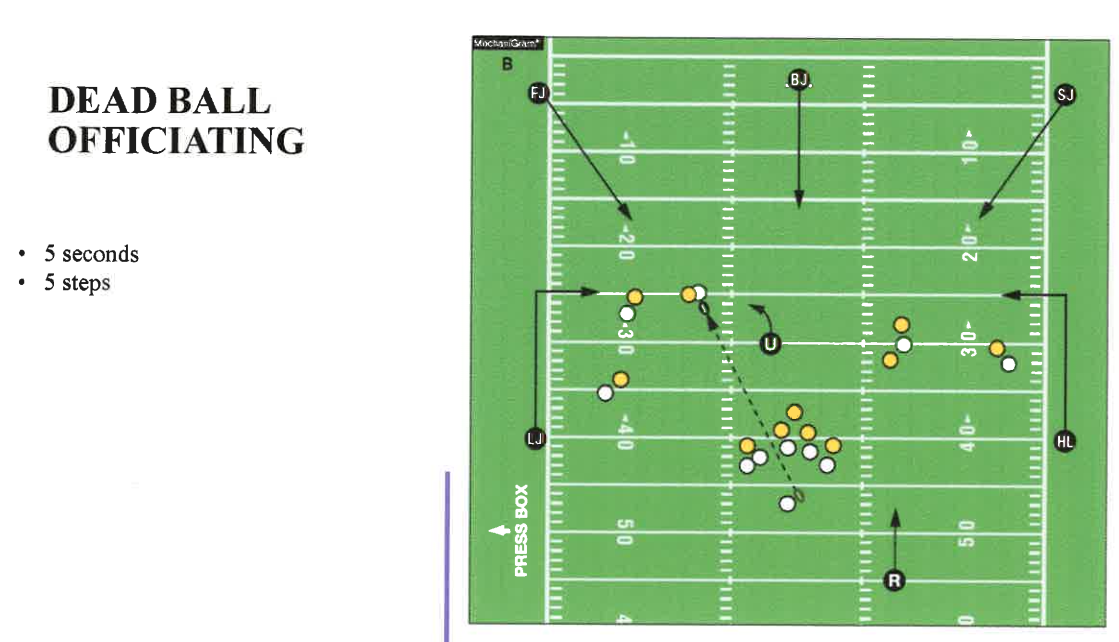 DEAD BALL
OFFICIATING
• 5 seconds
• 5 steps
MechaniGram*
B
FJ
BJ
SJ
10
10
20
20
30
30
U
40
40
LJ
HL
PRESS BOX
50
50
R
4